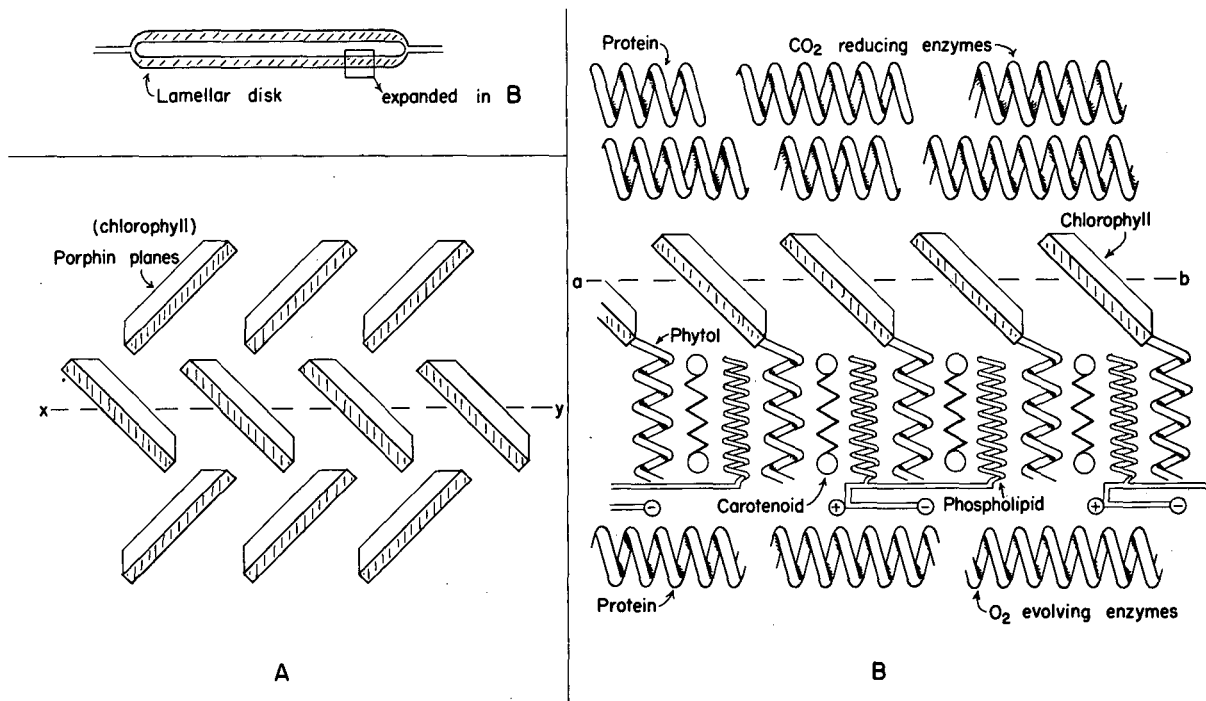 Lamellar disk
expanded in B
(chlorophyll)
Porphin planes
x
y
A
Protein
CO2 reducing enzymes
Chlorophyll
a
b
Phytol
Carotenoid
Phospholipid
−
+
−
+
−
Protein
O2 evolving enzymes
B